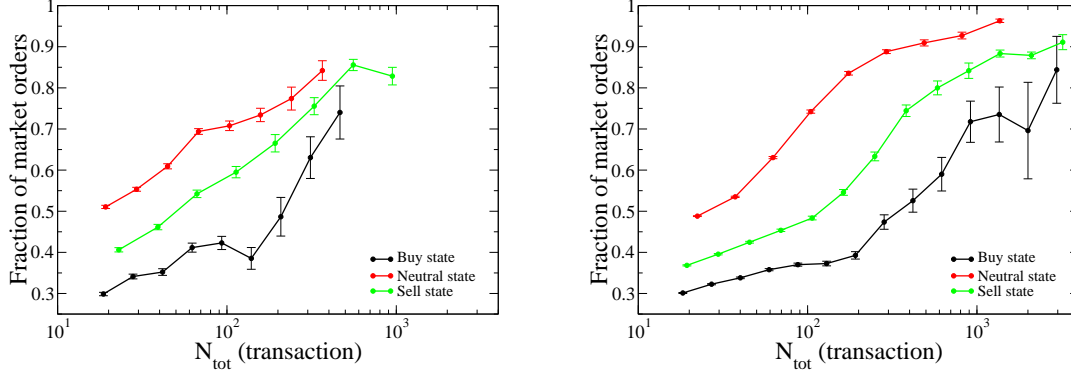 1
0.9
0.8
0.7
0.6
0.5
0.4
0.3
Fraction of market orders
Buy state
Neutral state
Sell state
10^1 10^2 10^3
N_tot (transaction)
1
0.9
0.8
0.7
0.6
0.5
0.4
0.3
Fraction of market orders
Buy state
Neutral state
Sell state
10^1 10^2 10^3
N_tot (transaction)